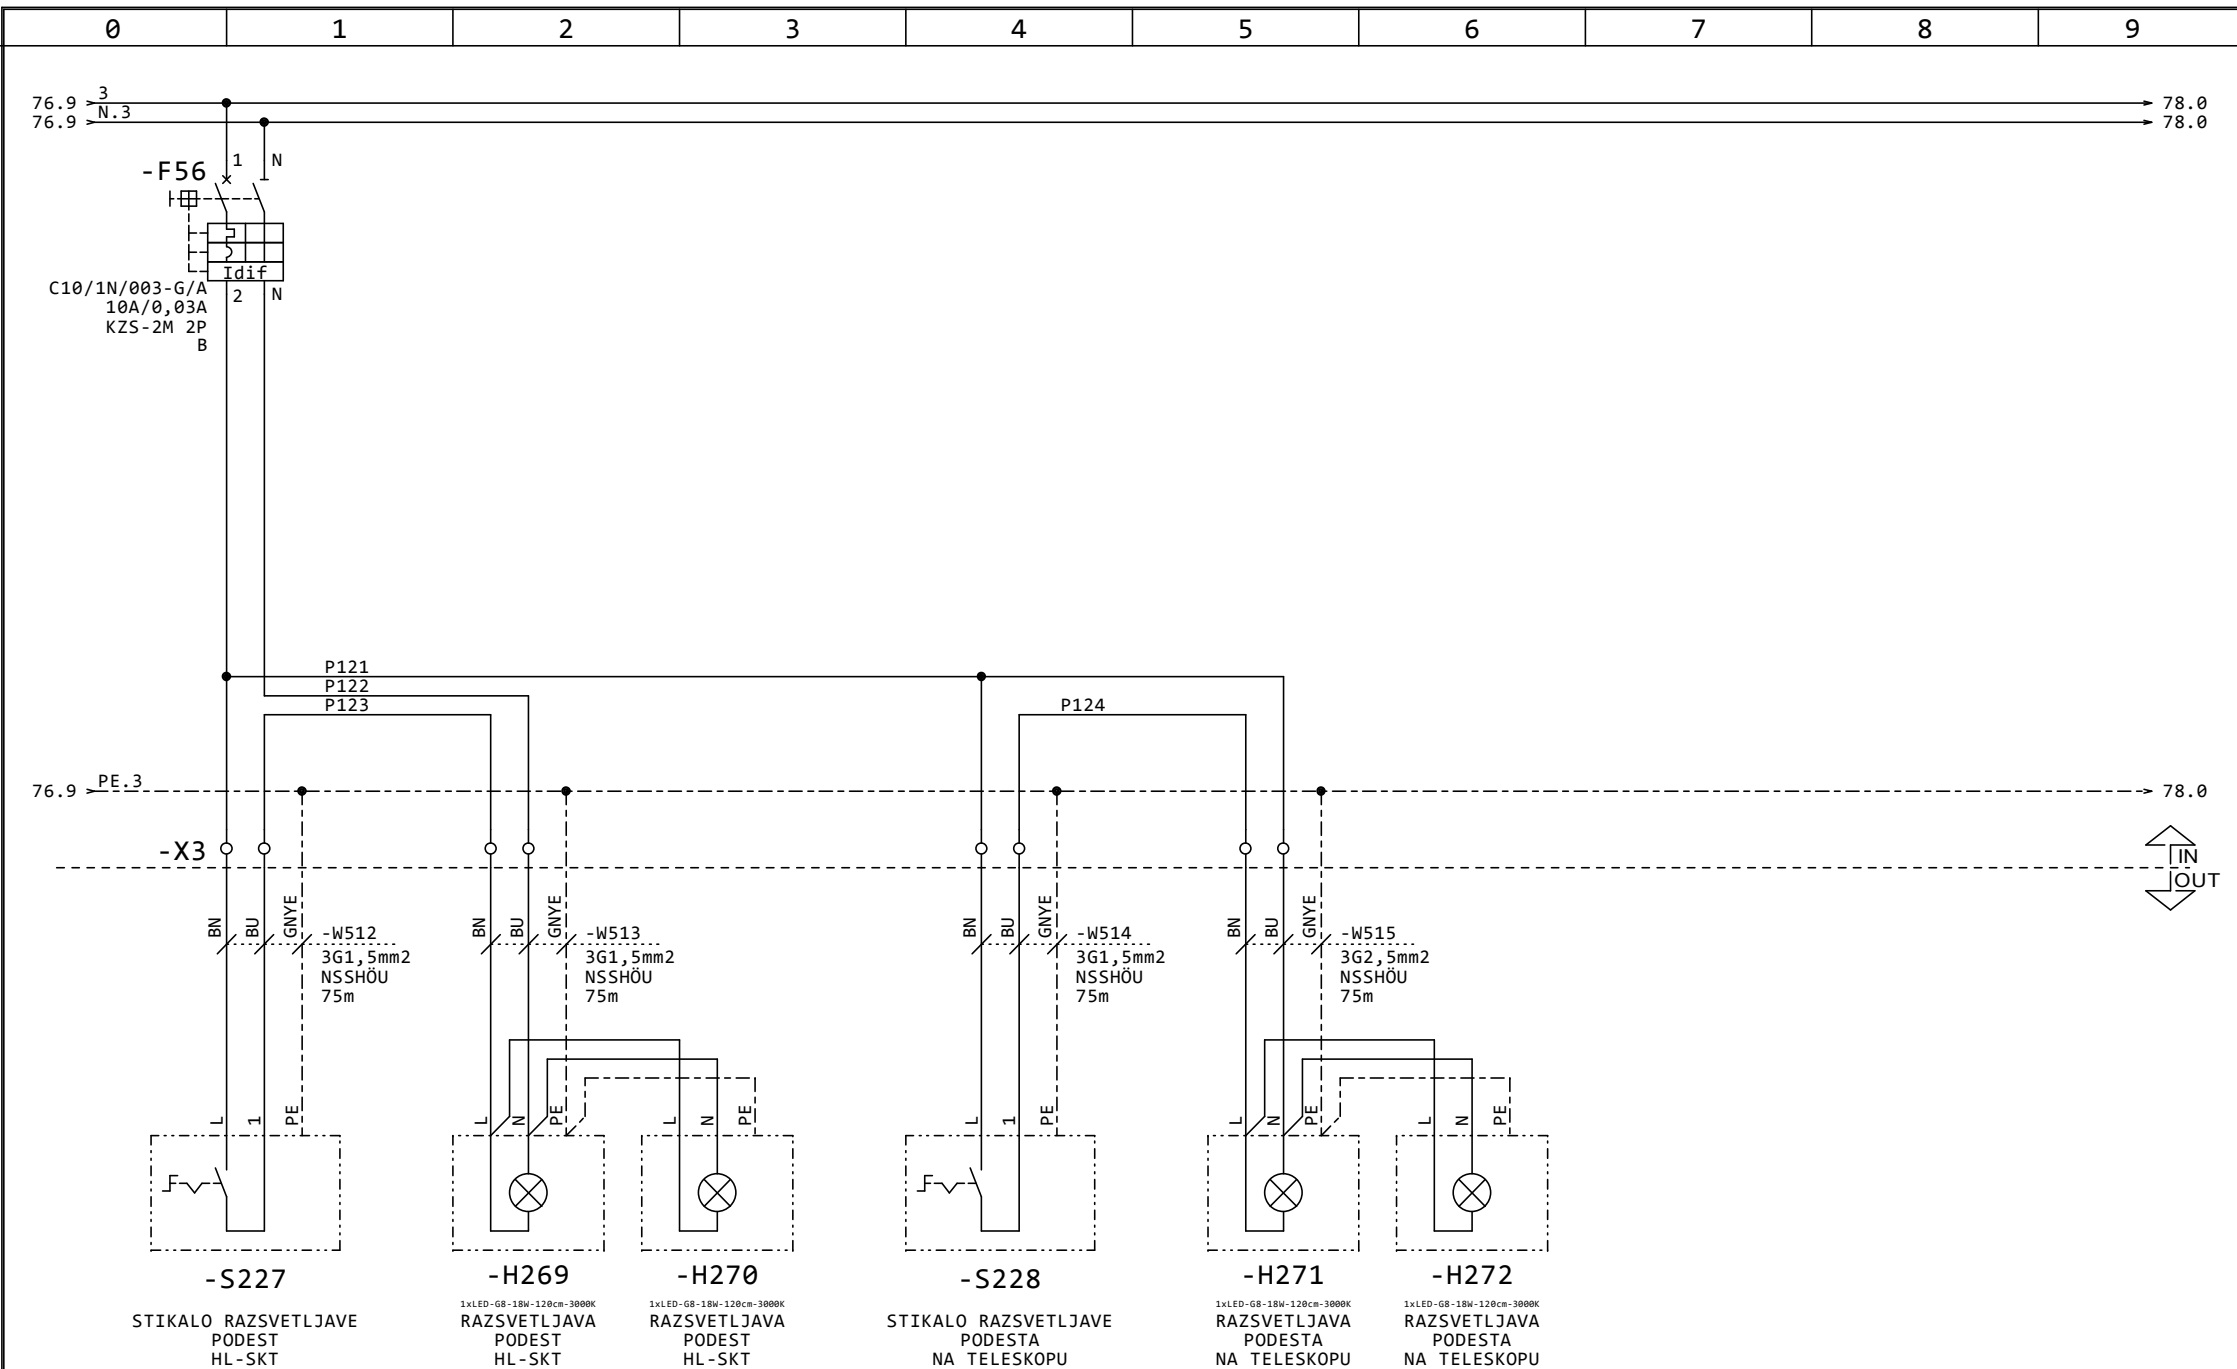 0 1 2 3 4 5 6 7 8 9
76.9 3 78.0
76.9 N.3 78.0
-F56 1 N
Idif
C10/1N/003-G/A 2 N
10A/0,03A
KZS-2M 2P
B
P121
P122
P123 P124
76.9 PE.3 78.0
-X3
IN
OUT
BN BU GNYE -W512 BN BU GNYE -W513 BN BU GNYE -W514 BN BU GNYE -W515
3G1,5mm2 3G1,5mm2 3G1,5mm2 3G2,5mm2
NSSHÖU NSSHÖU NSSHÖU NSSHÖU
75m 75m 75m 75m
L 1 PE L N PE L N PE L 1 PE L N PE L N PE
-S227 -H269 -H270 -S228 -H271 -H272
1xLED-G8-18W-120cm-3000K 1xLED-G8-18W-120cm-3000K 1xLED-G8-18W-120cm-3000K 1xLED-G8-18W-120cm-3000K
STIKALO RAZSVETLJAVE RAZSVETLJAVA RAZSVETLJAVA STIKALO RAZSVETLJAVE RAZSVETLJAVA RAZSVETLJAVA
PODEST PODEST PODEST PODESTA PODESTA PODESTA
HL-SKT HL-SKT HL-SKT NA TELESKOPU NA TELESKOPU NA TELESKOPU